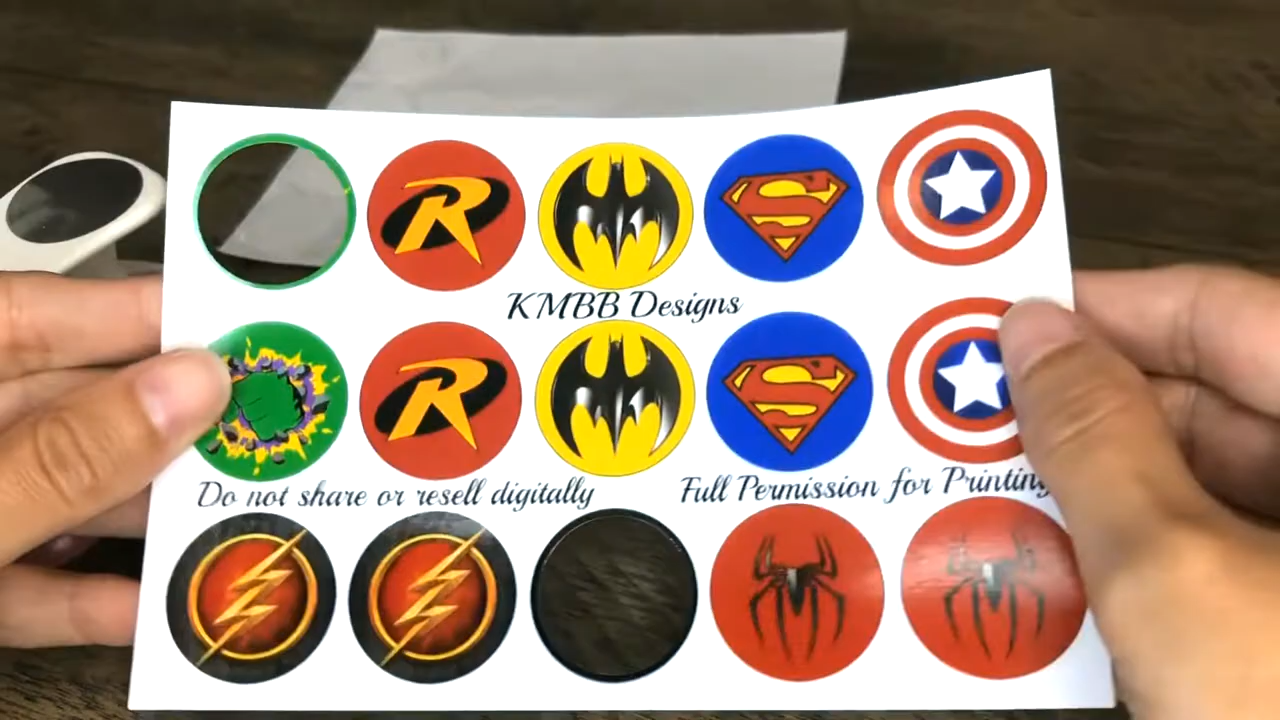 KMBB Designs
Do not share or resell digitally
Full Permission for Printing